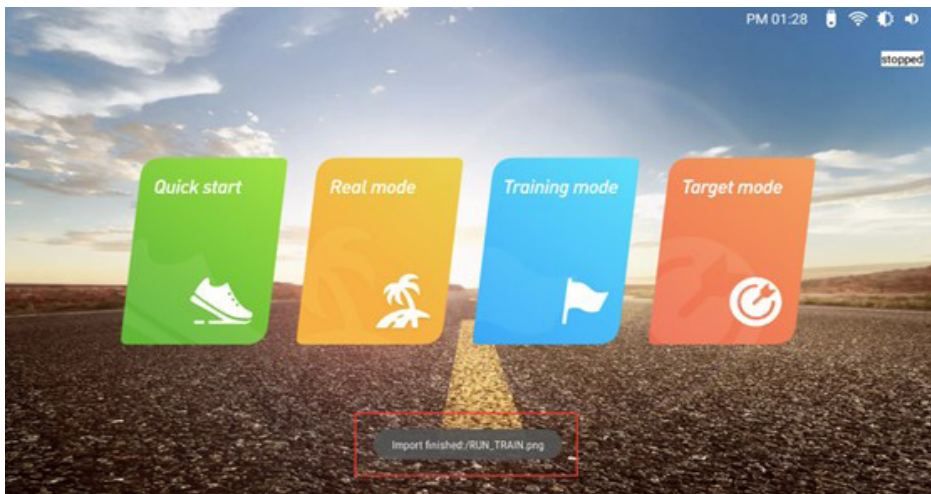 PM 01:28
stopped
Quick start
Real mode
Training mode
Target mode
Import finished:/RUN_TRAIN.png